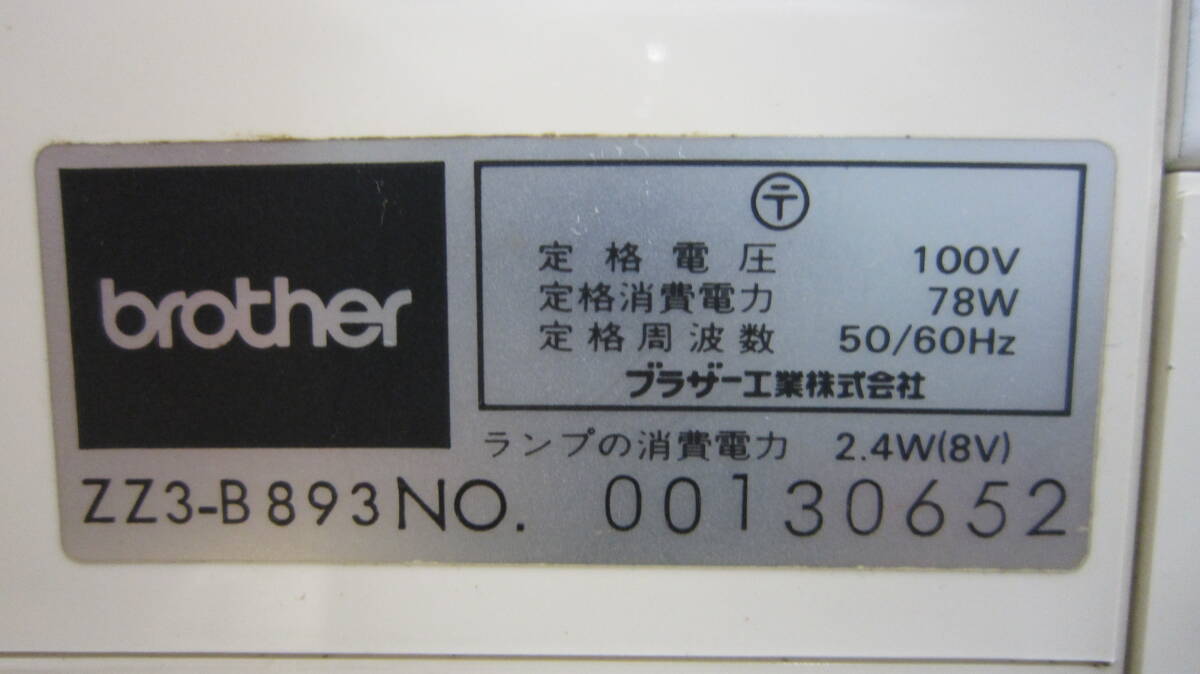 brother
〒
定格電圧 100V
定格消費電力 78W
定格周波数 50/60Hz
ブラザー工業株式会社
ランプの消費電力 2.4W(8V)
ZZ3-B893 NO. 00130652